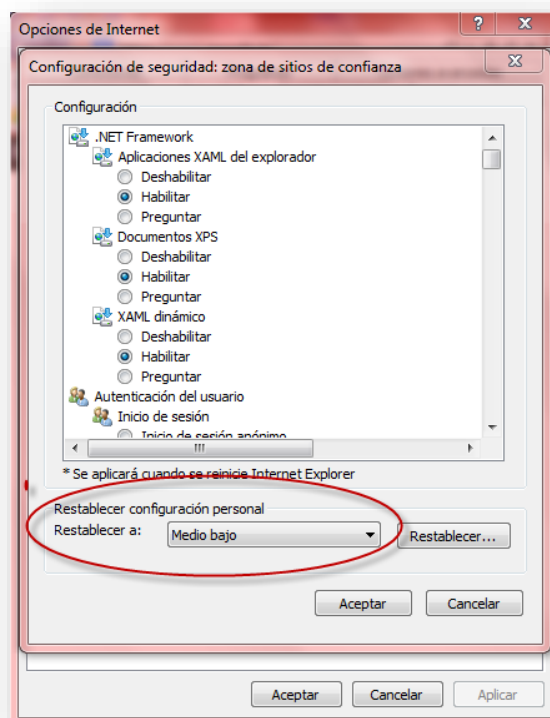 Opciones de Internet
Configuración de seguridad: zona de sitios de confianza
Configuración
.NET Framework
Aplicaciones XAML del explorador
Deshabilitar
Habilitar
Preguntar
Documentos XPS
Deshabilitar
Habilitar
Preguntar
XAML dinámico
Deshabilitar
Habilitar
Preguntar
Autenticación del usuario
Inicio de sesión
Inicio de sesión anónimo
* Se aplicará cuando se reinicie Internet Explorer
Restablecer configuración personal
Restablecer a: Medio bajo Restablecer...
Aceptar Cancelar
Aceptar Cancelar Aplicar